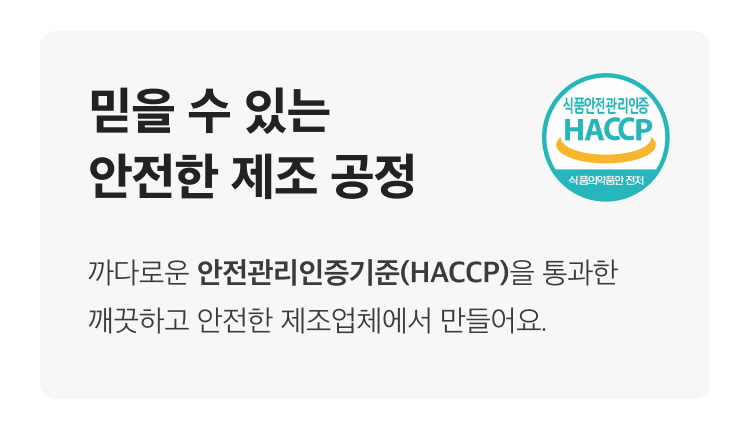 믿을 수 있는
안전한 제조 공정
식품안전관리인증
HACCP
식품의약품안전처
까다로운 안전관리인증기준(HACCP)을 통과한
깨끗하고 안전한 제조업체에서 만들어요.